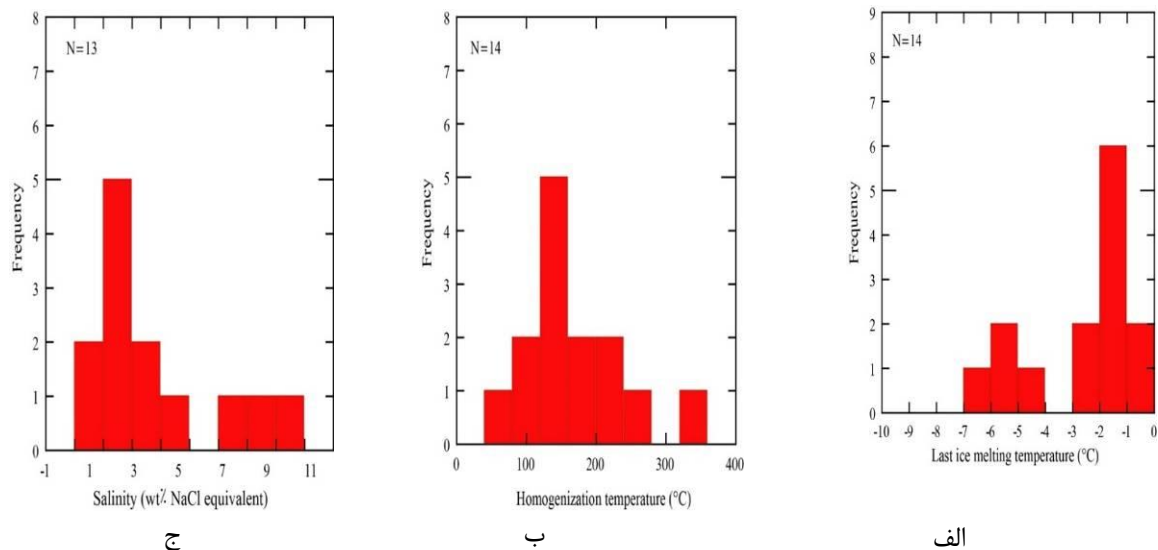 8
7
6
5
4
3
2
1
0
Frequency
N=13
-1 1 3 5 7 9 11
Salinity (wt٪ NaCl equivalent)
ج
8
7
6
5
4
3
2
1
0
Frequency
N=14
0 100 200 300 400
Homogenization temperature (°C)
ب
9
8
7
6
5
4
3
2
1
0
Frequency
N=14
-10 -9 -8 -7 -6 -5 -4 -3 -2 -1 0
Last ice melting temperature (°C)
الف